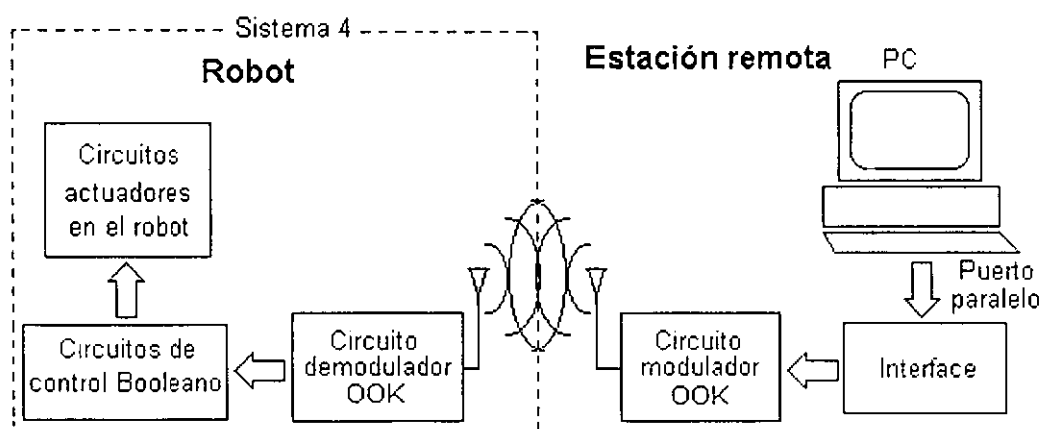 Sistema 4
Robot
Estación remota
PC
Circuitos
actuadores
en el robot
Puerto
paralelo
Circuitos de
control Booleano
Circuito
demodulador
OOK
Circuito
modulador
OOK
Interface